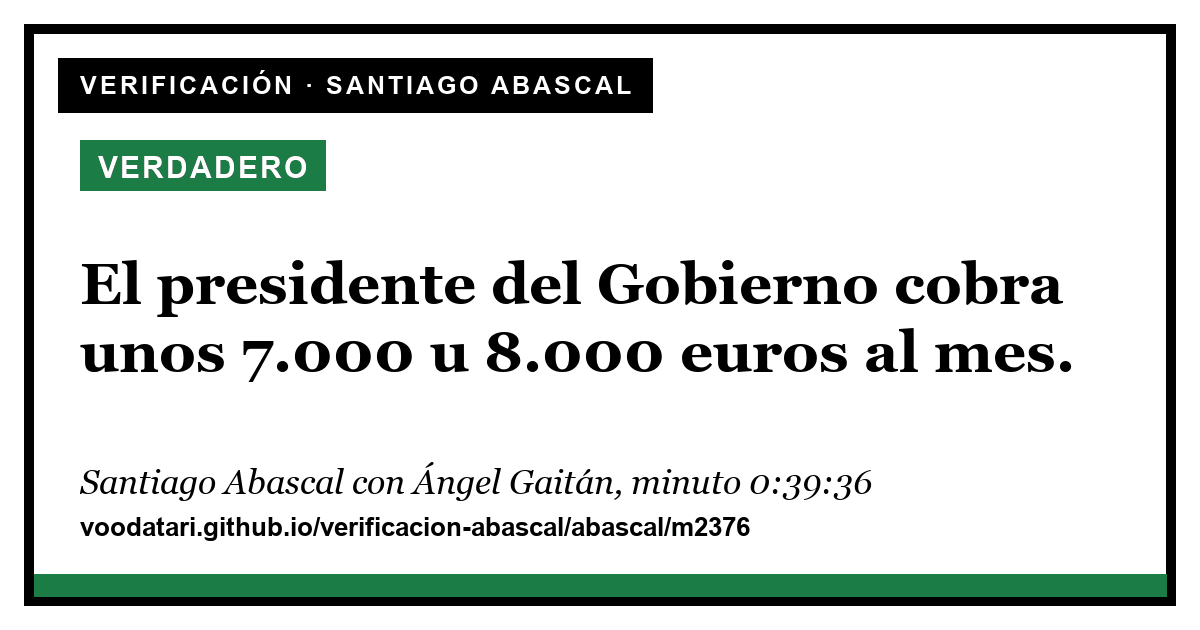 VERIFICACIÓN · SANTIAGO ABASCAL
VERDADERO
El presidente del Gobierno cobra
unos 7.000 u 8.000 euros al mes.
Santiago Abascal con Ángel Gaitán, minuto 0:39:36
voodatari.github.io/verificacion-abascal/abascal/m2376